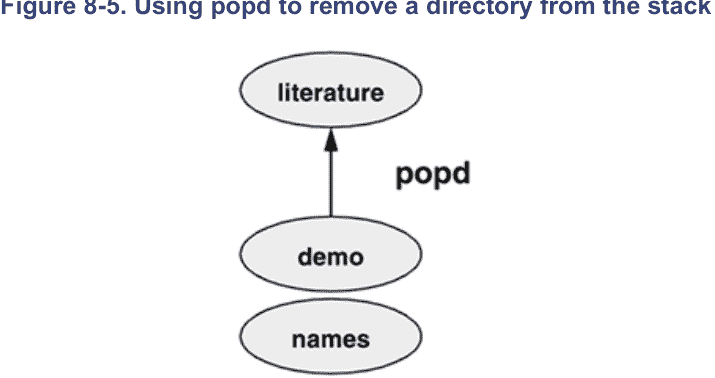 Figure 8-5. Using popd to remove a directory from the stack
literature
popd
demo
names